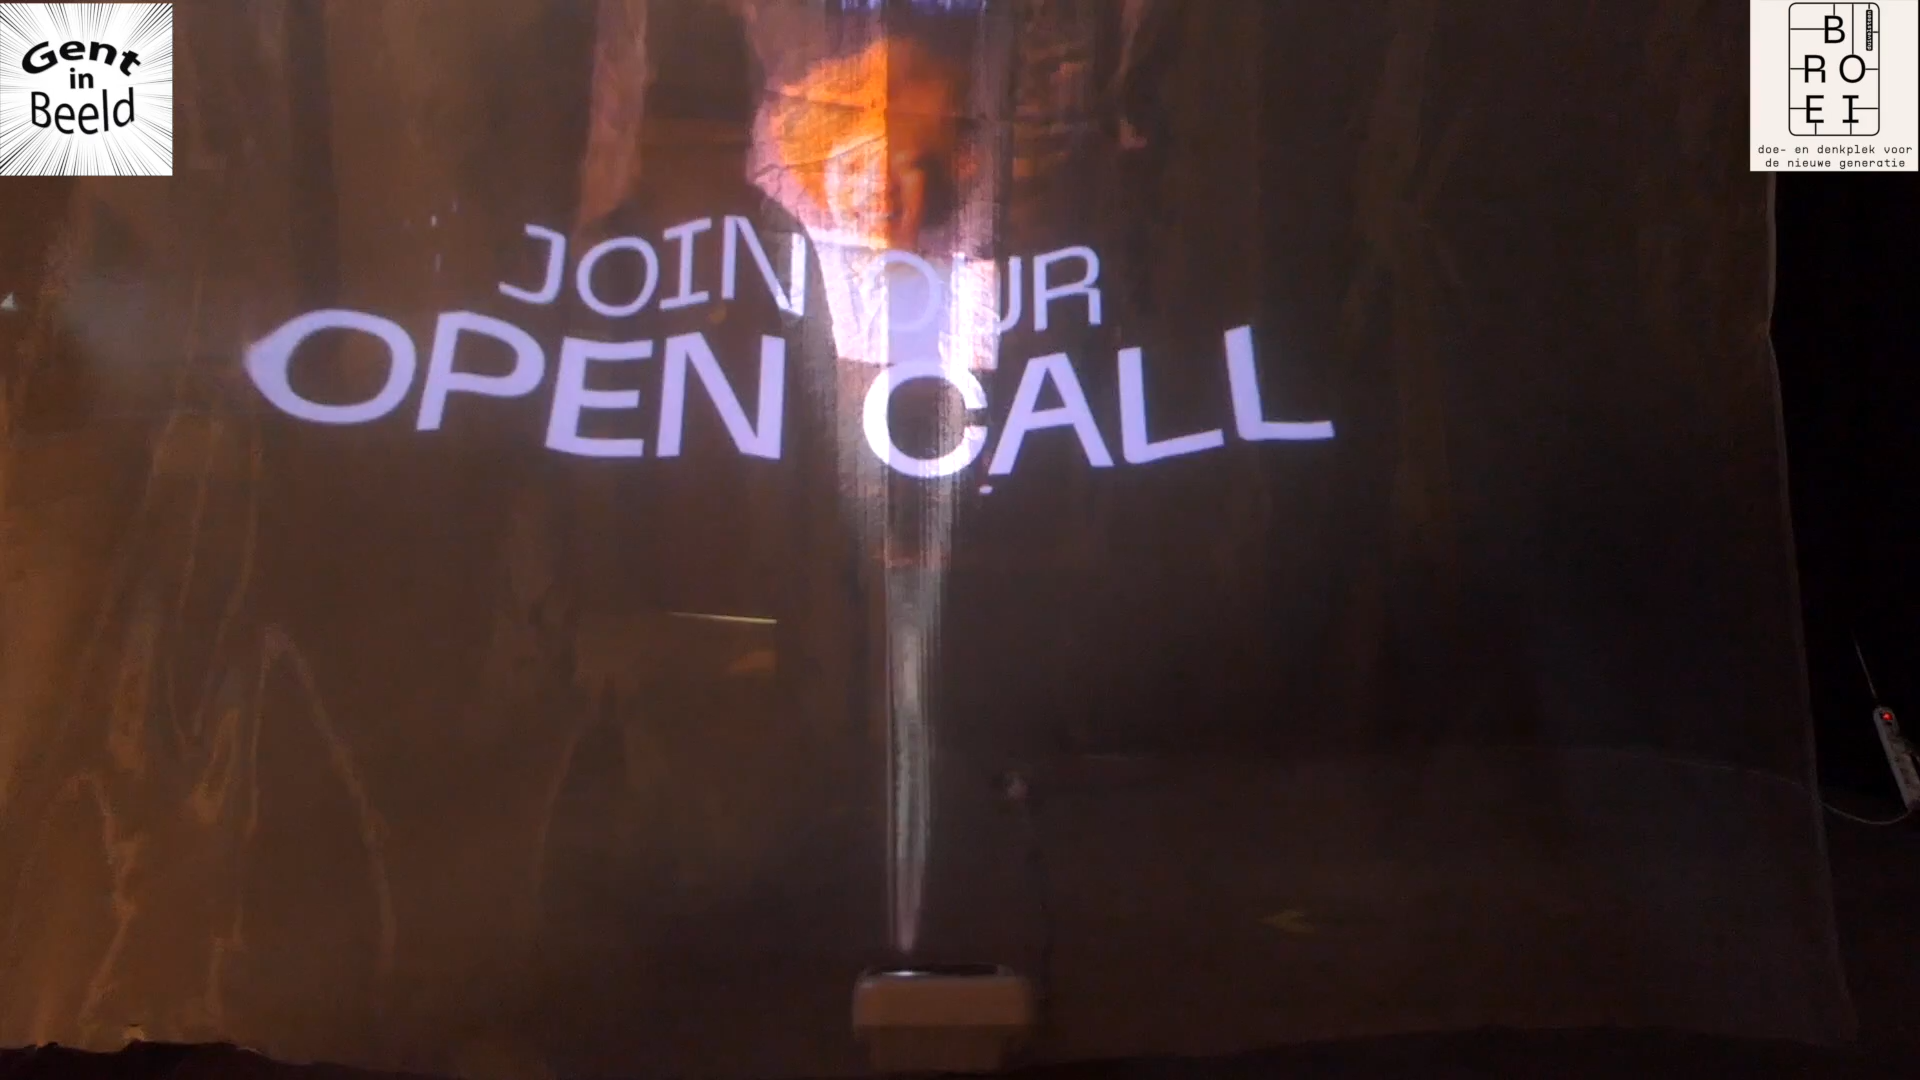 Gent
in
Beeld
B
RO
EI
doe- en denkplek voor
de nieuwe generatie
JOIN OUR
OPEN CALL